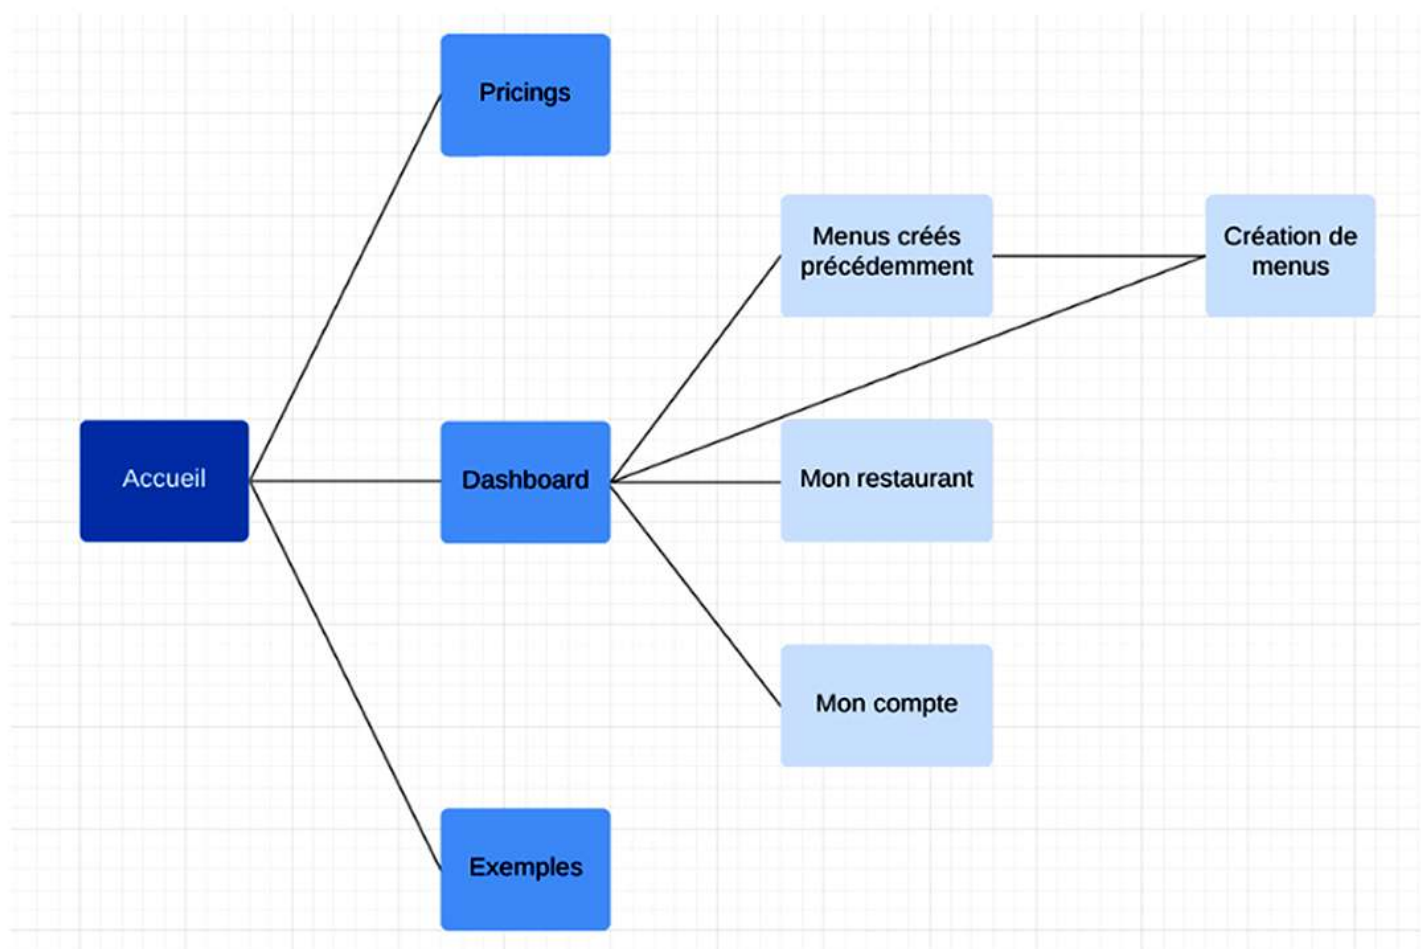 Pricings
Menus créés
précédemment
Création de
menus
Accueil
Dashboard
Mon restaurant
Mon compte
Exemples